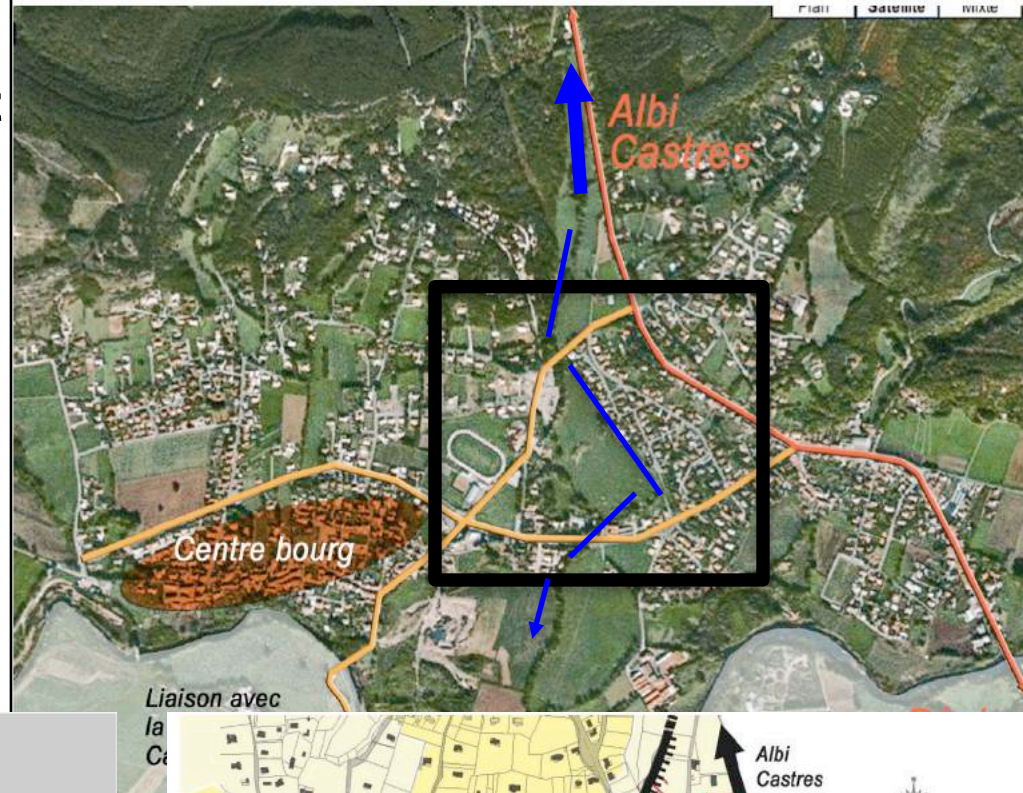 Plan Satellite Mixte
Albi
Castres
Centre bourg
Liaison avec
la
Albi
Castres